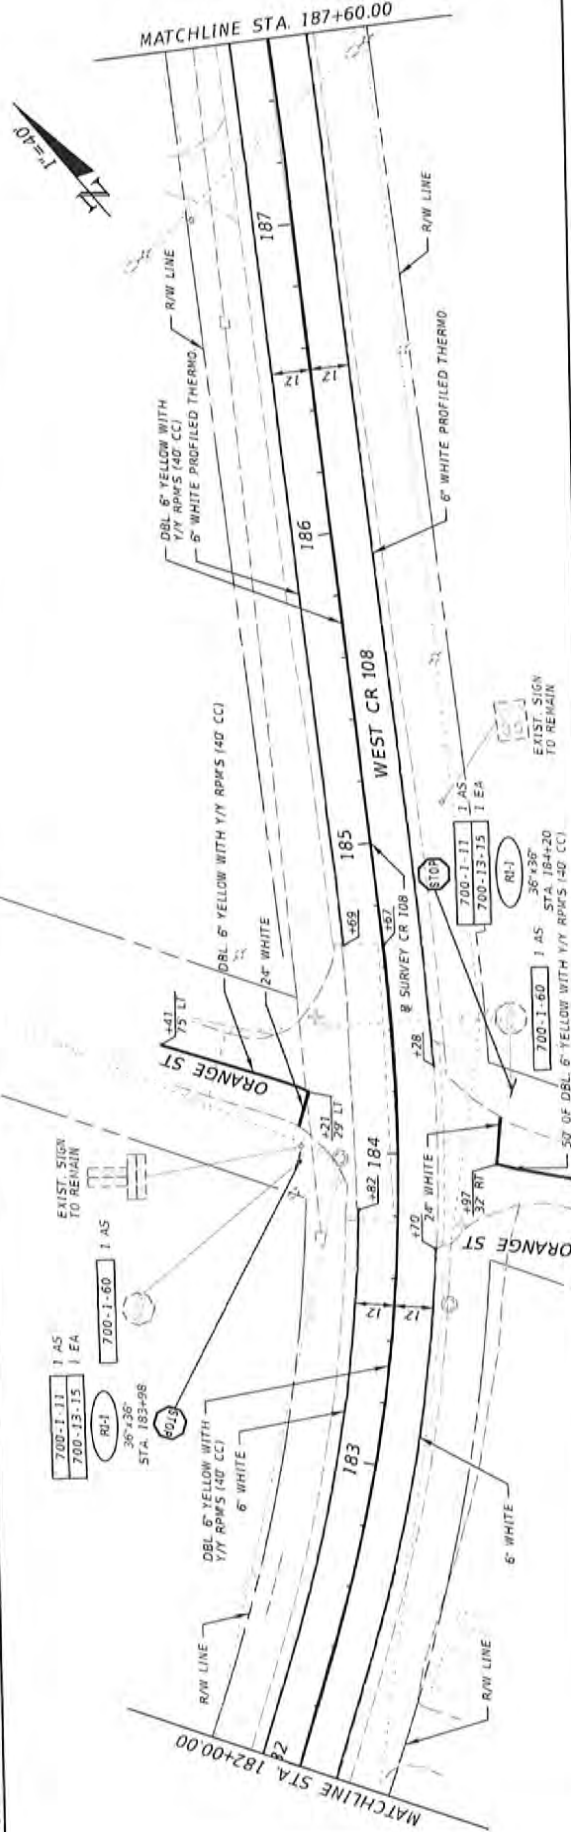 MATCHLINE STA. 187+60.00
1"=40'
N
187
R/W LINE
R/W LINE
DBL 6" YELLOW WITH
Y/Y RPM'S (40' CC)
6" WHITE PROFILED THERMO.
12
12
186
6" WHITE PROFILED THERMO.
WEST CR 108
DBL 6" YELLOW WITH Y/Y RPM'S (40' CC)
24" WHITE
185
+69
+67
℄ SURVEY CR 108
STOP
700-1-11 1 AS
700-13-15 1 EA
R1-1
36"x36"
STA. 184+20
EXIST. SIGN
TO REMAIN
700-1-60 1 AS
50' OF DBL. 6" YELLOW WITH Y/Y RPM'S (40' CC)
+41
75' LT
ORANGE ST
+21
29' LT
+28
184
+82
+70
24" WHITE
+97
32' RT
ORANGE ST
EXIST. SIGN
TO REMAIN
700-1-60 1 AS
700-1-11 1 AS
700-13-15 1 EA
R1-1
36"x36"
STA. 183+98
STOP
12
12
DBL 6" YELLOW WITH
Y/Y RPM'S (40' CC)
6" WHITE
183
6" WHITE
R/W LINE
R/W LINE
MATCHLINE STA. 182+00.00